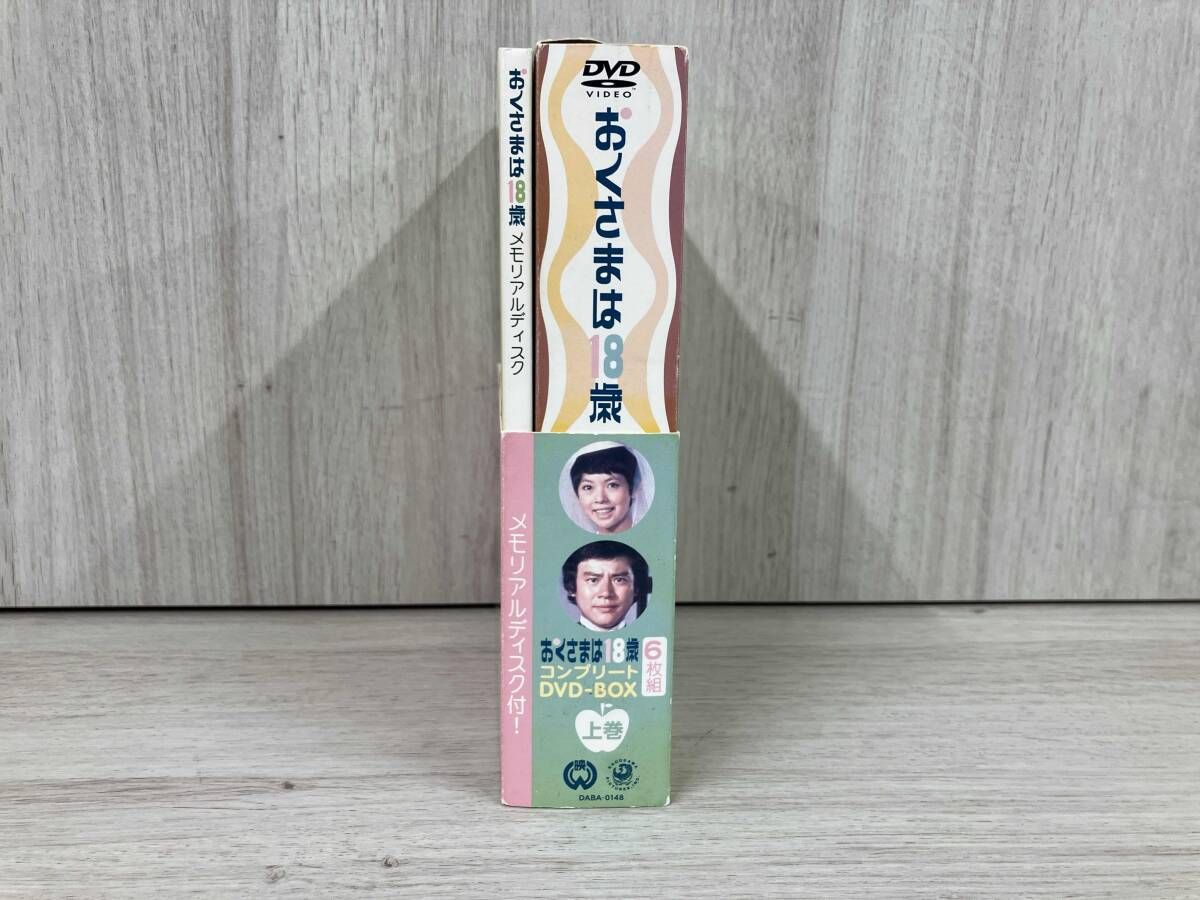 おくさまは18歳 メモリアルディスク
DVD
VIDEO™
おくさまは18歳
メモリアルディスク付!
おくさまは18歳
コンプリート
DVD-BOX
6枚組
上巻
映
DABA-0148